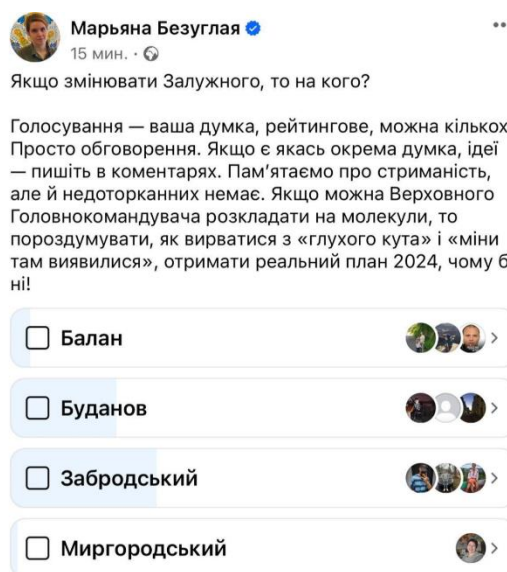 Марьяна Безуглая
15 мин. ·
Якщо змінювати Залужного, то на кого?
Голосування — ваша думка, рейтингове, можна кількох
Просто обговорення. Якщо є якась окрема думка, ідеї
— пишіть в коментарях. Пам’ятаємо про стриманість,
але й недоторканних немає. Якщо можна Верховного
Головнокомандувача розкладати на молекули, то
пороздумувати, як вирватися з «глухого кута» і «міни
там виявилися», отримати реальний план 2024, чому б
ні!
Балан
Буданов
Забродський
Миргородський